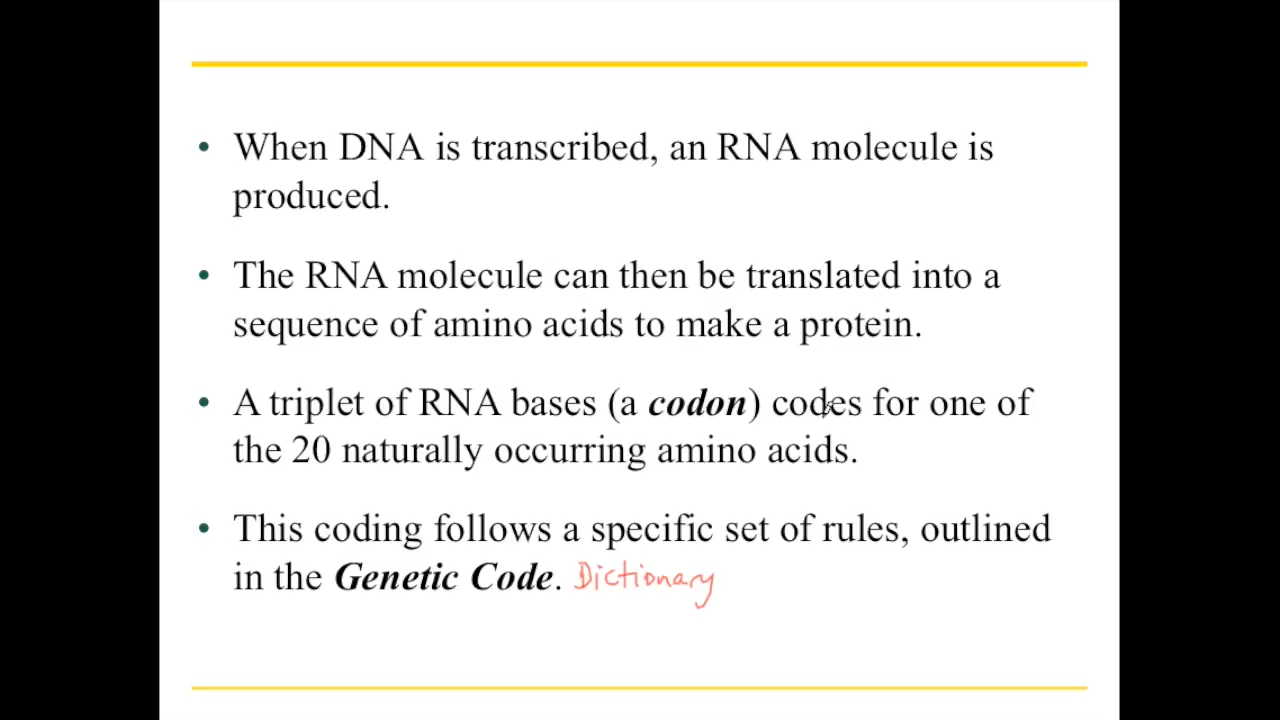 • When DNA is transcribed, an RNA molecule is
produced.
• The RNA molecule can then be translated into a
sequence of amino acids to make a protein.
• A triplet of RNA bases (a codon) codes for one of
the 20 naturally occurring amino acids.
• This coding follows a specific set of rules, outlined
in the Genetic Code. Dictionary